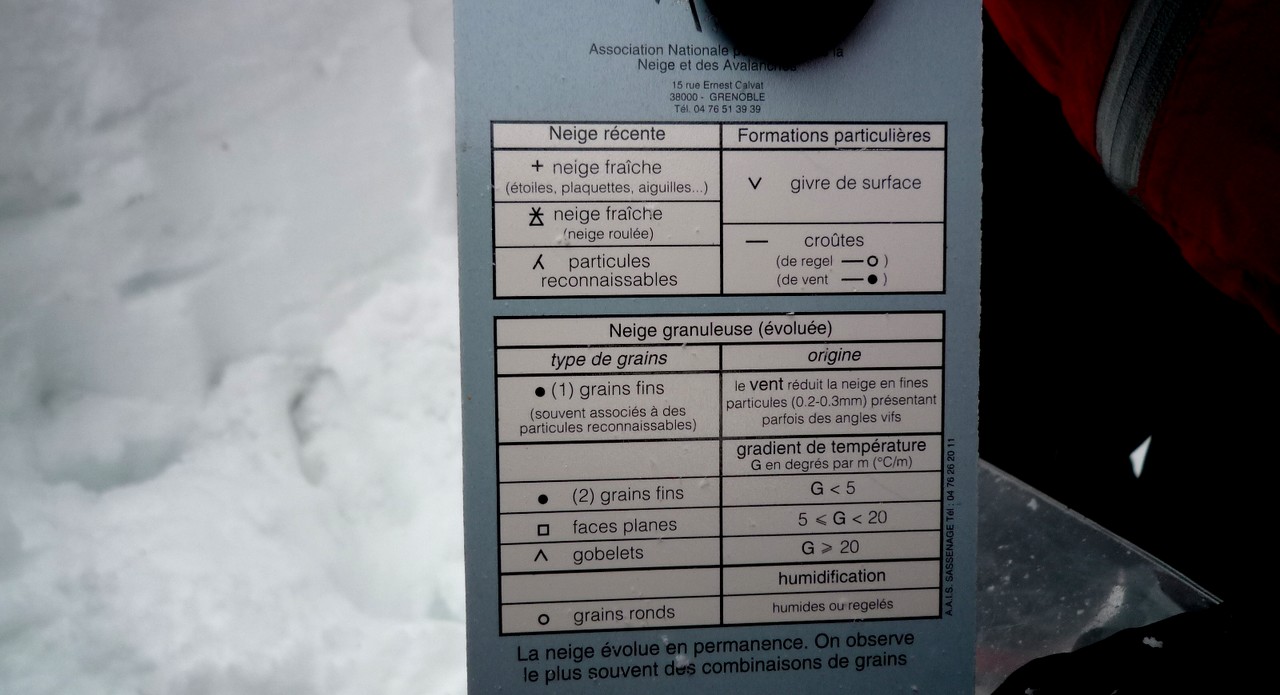 Association Nationale
Neige et des Avalanches
15 rue Ernest Calvat
38000 - GRENOBLE
Tél. 04 76 51 39 39
Neige récente
Formations particulières
+ neige fraîche
(étoiles, plaquettes, aiguilles...)
neige fraîche
(neige roulée)
particules
reconnaissables
givre de surface
croûtes
(de regel )
(de vent )
Neige granuleuse (évoluée)
type de grains
origine
● (1) grains fins
(souvent associés à des
particules reconnaissables)
le vent réduit la neige en fines
particules (0.2-0.3mm) présentant
parfois des angles vifs
gradient de température
G en degrés par m (°C/m)
● (2) grains fins
G < 5
□ faces planes
5 ⩽ G < 20
∧ gobelets
G ⩾ 20
humidification
○ grains ronds
humides ou regelés
La neige évolue en permanence. On observe
le plus souvent des combinaisons de grains
A.A.I.S. SASSENAGE Tél : 04 76 26 20 11